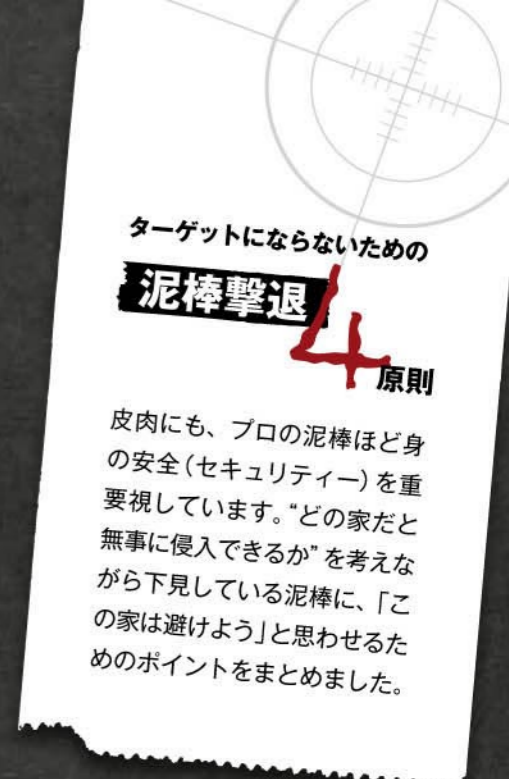 ターゲットにならないための
泥棒撃退
4
原則
皮肉にも、プロの泥棒ほど身
の安全（セキュリティー）を重
要視しています。“どの家だと
無事に侵入できるか”を考えな
がら下見している泥棒に、「こ
の家は避けよう」と思わせるた
めのポイントをまとめました。